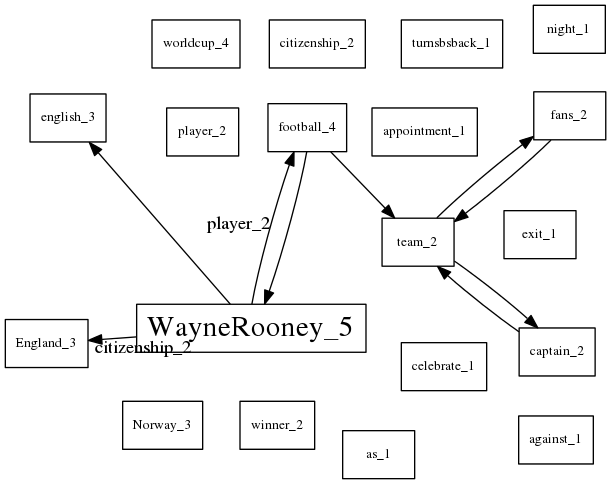 night_1
worldcup_4
citizenship_2
turnsbsback_1
english_3
player_2
football_4
appointment_1
fans_2
player_2
team_2
exit_1
WayneRooney_5
England_3
citizenship_2
celebrate_1
captain_2
Norway_3
winner_2
as_1
against_1